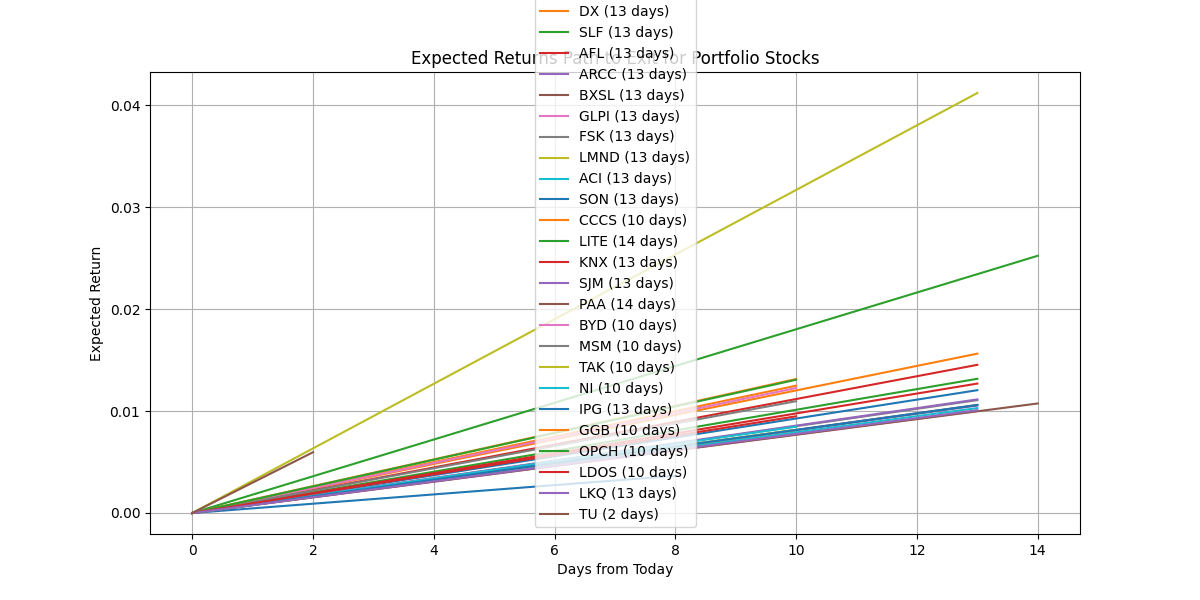 DX (13 days)
SLF (13 days)
AFL (13 days)
Expected Returns Path to Exit for Portfolio Stocks
ARCC (13 days)
BXSL (13 days)
GLPI (13 days)
FSK (13 days)
LMND (13 days)
ACI (13 days)
SON (13 days)
CCCS (10 days)
LITE (14 days)
KNX (13 days)
SJM (13 days)
PAA (14 days)
BYD (10 days)
MSM (10 days)
TAK (10 days)
NI (10 days)
IPG (13 days)
GGB (10 days)
OPCH (10 days)
LDOS (10 days)
LKQ (13 days)
TU (2 days)
0.04
0.03
0.02
0.01
0.00
Expected Return
0 2 4 6 8 10 12 14
Days from Today